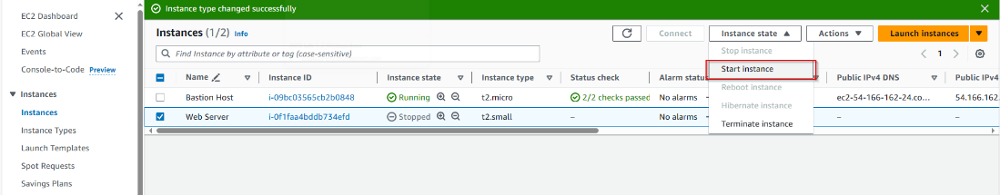 Instance type changed successfully
EC2 Dashboard
EC2 Global View
Events
Console-to-Code Preview
Instances
Instances
Instance Types
Launch Templates
Spot Requests
Savings Plans
Instances (1/2) Info
Connect
Instance state
Actions
Launch instances
Find Instance by attribute or tag (case-sensitive)
1
Stop instance
Start instance
Reboot instance
Hibernate instance
Terminate instance
Name Instance ID Instance state Instance type Status check Alarm status Public IPv4 DNS Public IPv4
Bastion Host i-09bc03565cb2b0848 Running t2.micro 2/2 checks passed No alarms ec2-54-166-162-24.co... 54.166.162
Web Server i-0f1faa4bddb734efd Stopped t2.small – No alarms – –